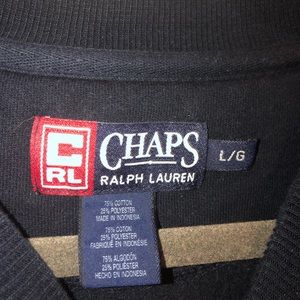 C
RL
CHAPS
RALPH LAUREN
L/G
75% COTTON
25% POLYESTER
MADE IN INDONESIA
75% COTON
25% POLYESTER
FABRIQUÉ EN INDONÉSIE
75% ALGODÓN
25% POLIÉSTER
HECHO EN INDONESIA